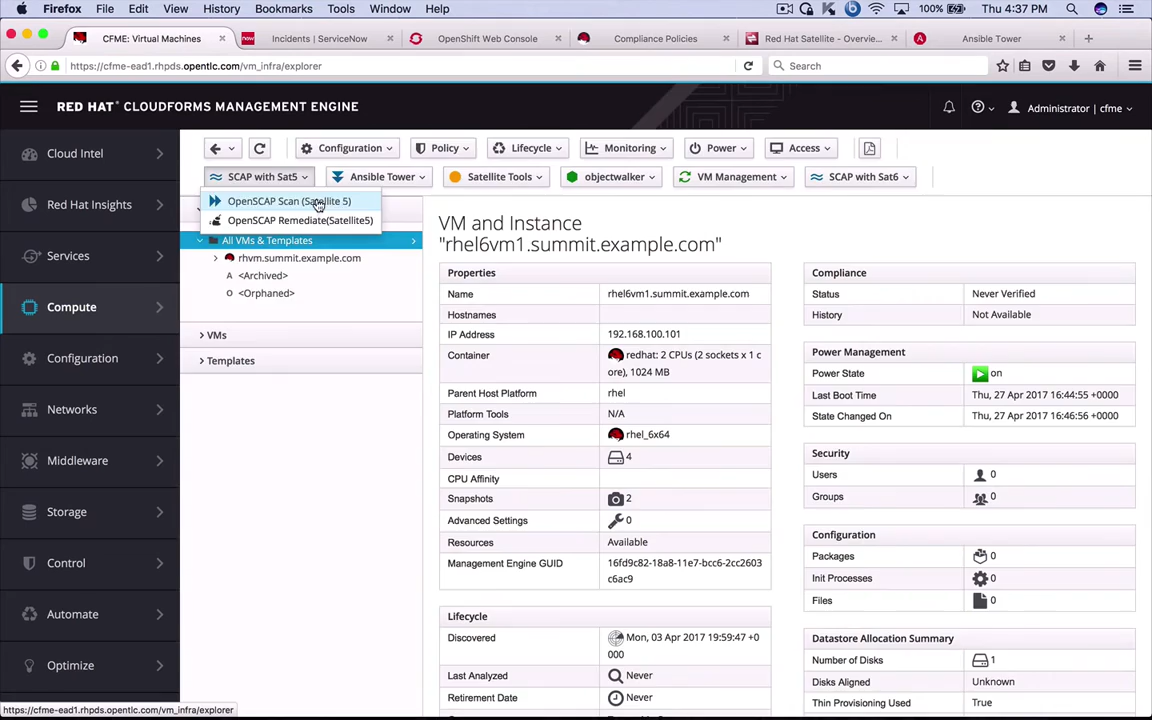 Firefox File Edit View History Bookmarks Tools Window Help 100% Thu 4:37 PM
CFME: Virtual Machines
Incidents | ServiceNow
OpenShift Web Console
Compliance Policies
Red Hat Satellite - Overvie...
Ansible Tower
https://cfme-ead1.rhpds.opentlc.com/vm_infra/explorer
Search
RED HAT® CLOUDFORMS MANAGEMENT ENGINE
Administrator | cfme
Cloud Intel
Red Hat Insights
Services
Compute
Configuration
Networks
Middleware
Storage
Control
Automate
Optimize
Configuration
Policy
Lifecycle
Monitoring
Power
Access
SCAP with Sat5
Ansible Tower
Satellite Tools
objectwalker
VM Management
SCAP with Sat6
OpenSCAP Scan (Satellite 5)
OpenSCAP Remediate(Satellite5)
All VMs & Templates
rhvm.summit.example.com
A <Archived>
O <Orphaned>
VMs
Templates
VM and Instance
"rhel6vm1.summit.example.com"
Properties
Name rhel6vm1.summit.example.com
Hostnames
IP Address 192.168.100.101
Container redhat: 2 CPUs (2 sockets x 1 c
ore), 1024 MB
Parent Host Platform rhel
Platform Tools N/A
Operating System rhel_6x64
Devices 4
CPU Affinity
Snapshots 2
Advanced Settings 0
Resources Available
Management Engine GUID 16fd9c82-18a8-11e7-bcc6-2cc2603
c6ac9
Lifecycle
Discovered Mon, 03 Apr 2017 19:59:47 +0
000
Last Analyzed Never
Retirement Date Never
Compliance
Status Never Verified
History Not Available
Power Management
Power State on
Last Boot Time Thu, 27 Apr 2017 16:44:55 +0000
State Changed On Thu, 27 Apr 2017 16:46:56 +0000
Security
Users 0
Groups 0
Configuration
Packages 0
Init Processes 0
Files 0
Datastore Allocation Summary
Number of Disks 1
Disks Aligned Unknown
Thin Provisioning Used True
https://cfme-ead1.rhpds.opentlc.com/vm_infra/explorer